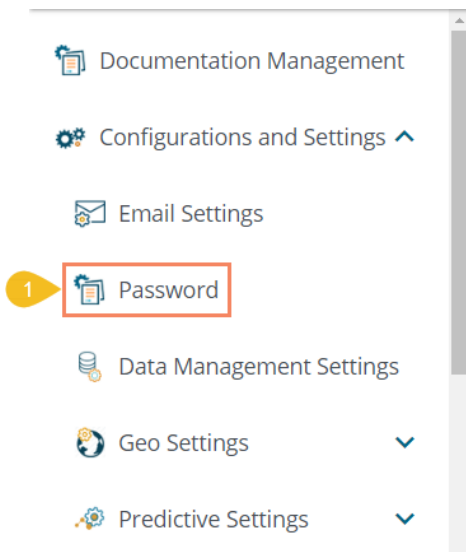 Documentation Management
Configurations and Settings
Email Settings
1 Password
Data Management Settings
Geo Settings
Predictive Settings